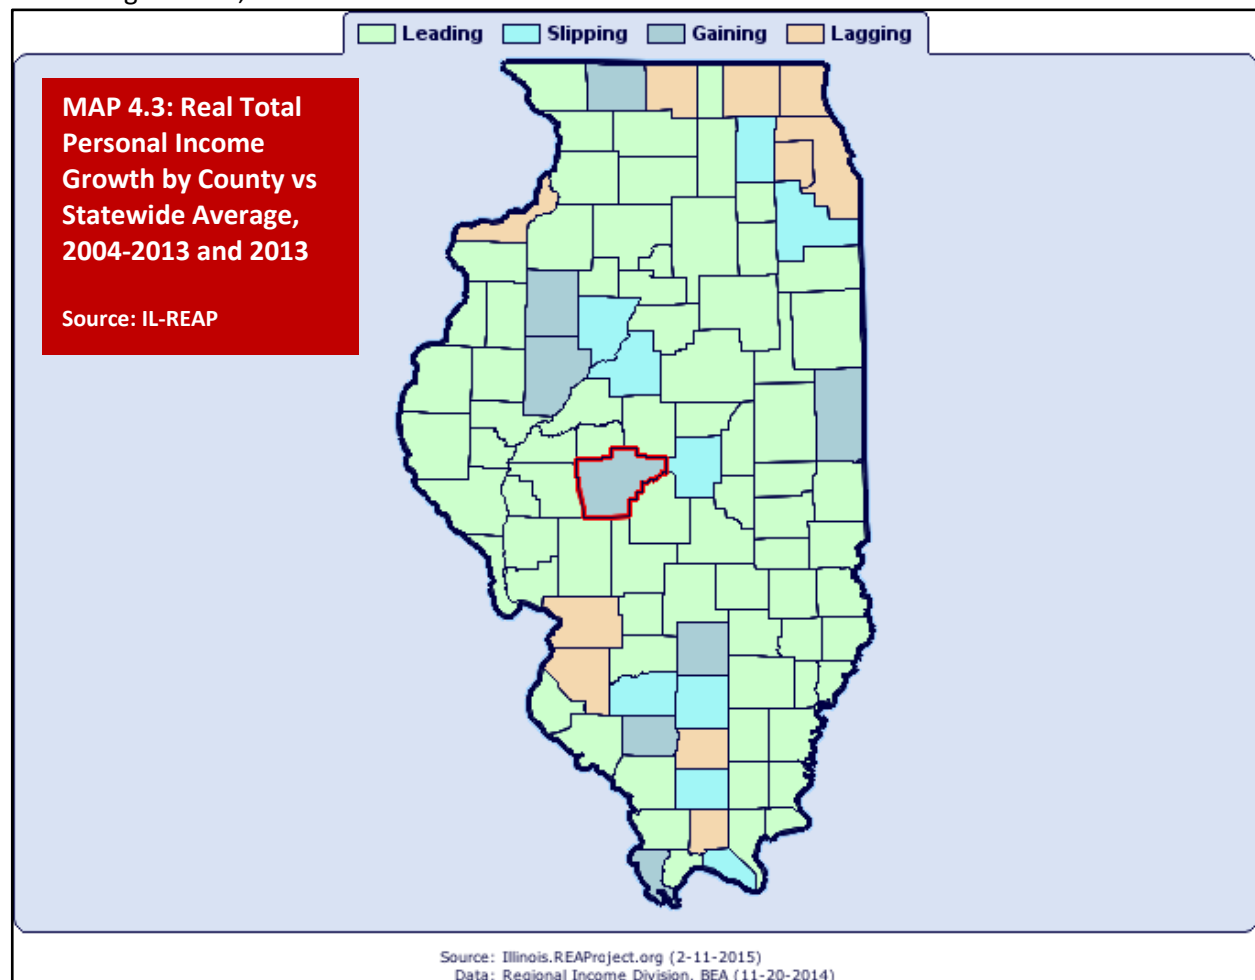 Leading Slipping Gaining Lagging
MAP 4.3: Real Total
Personal Income
Growth by County vs
Statewide Average,
2004-2013 and 2013
Source: IL-REAP
Source: Illinois.REAProject.org (2-11-2015)
Data: Regional Income Division, BEA (11-20-2014)